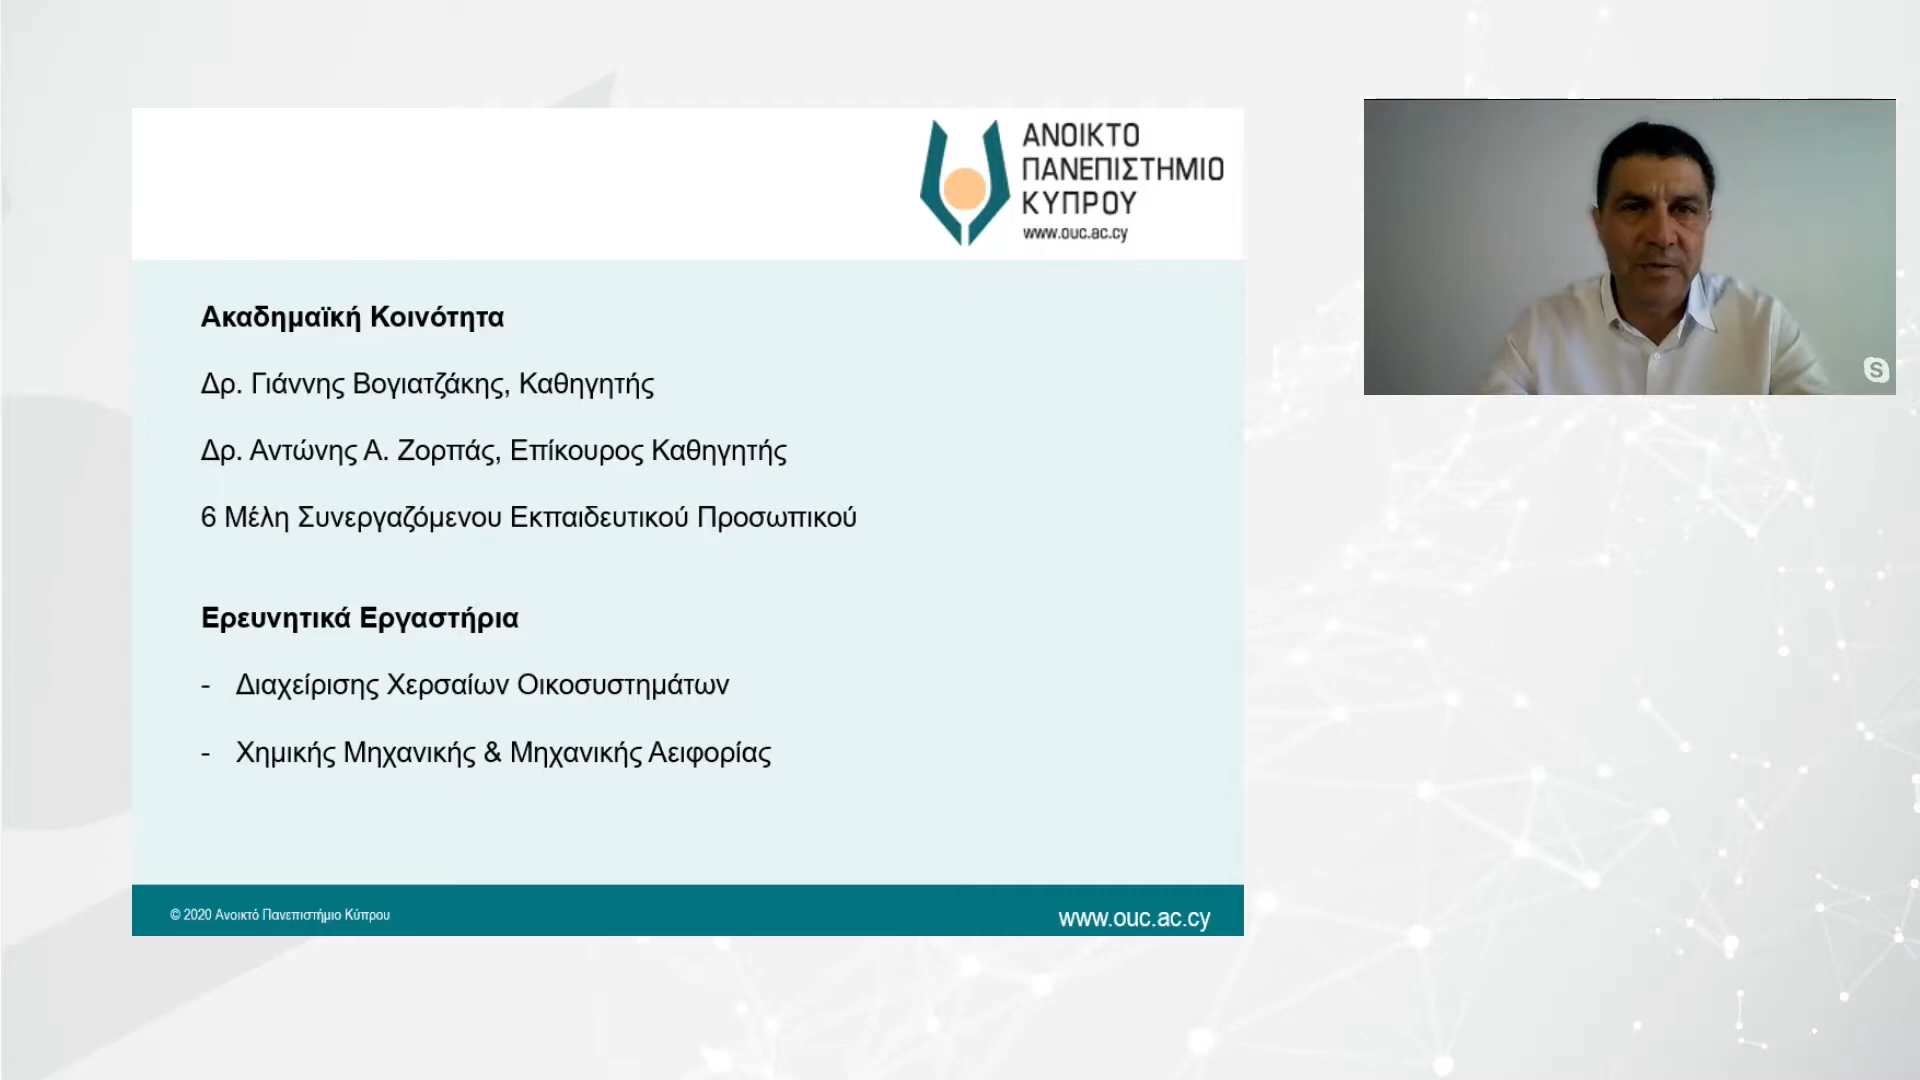 ΑΝΟΙΚΤΟ
ΠΑΝΕΠΙΣΤΗΜΙΟ
ΚΥΠΡΟΥ
www.ouc.ac.cy
Ακαδημαϊκή Κοινότητα
Δρ. Γιάννης Βογιατζάκης, Καθηγητής
Δρ. Αντώνης Α. Ζορπάς, Επίκουρος Καθηγητής
6 Μέλη Συνεργαζόμενου Εκπαιδευτικού Προσωπικού
Ερευνητικά Εργαστήρια
- Διαχείρισης Χερσαίων Οικοσυστημάτων
- Χημικής Μηχανικής & Μηχανικής Αειφορίας
© 2020 Ανοικτό Πανεπιστήμιο Κύπρου
www.ouc.ac.cy
S